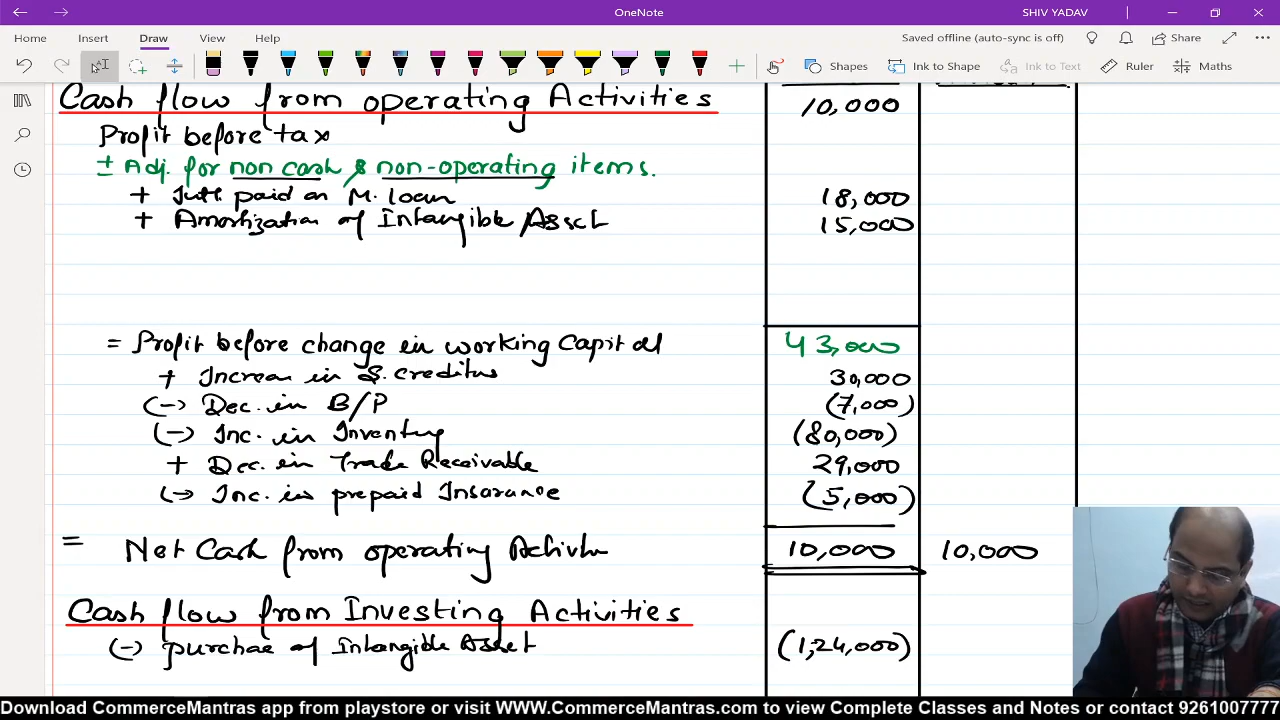 OneNote SHIV YADAV
Home Insert Draw View Help Saved offline (auto-sync is off) Share
Shapes Ink to Shape Ink to Text Ruler Maths
Cash flow from operating Activities 10,000
Profit before tax
± Adj. for non cash & non-operating items.
+ Intt. paid on M. loan 18,000
+ Amortization of Intangible Asset 15,000
= Profit before change in working Capital 43,000
+ Increase in S. creditus 30,000
(-) Dec. in B/P (7,000)
(-) Inc. in Inventory (80,000)
+ Dec. in Trade Receivable 29,000
(-) Inc. in prepaid Insurance (5,000)
= Net Cash from operating 10,000 10,000
Cash flow from Investing Activities
(-) purchae of Intangible Asset (1,24,000)
Download CommerceMantras app from playstore or visit WWW.CommerceMantras.com to view Complete Classes and Notes or contact 9261007777